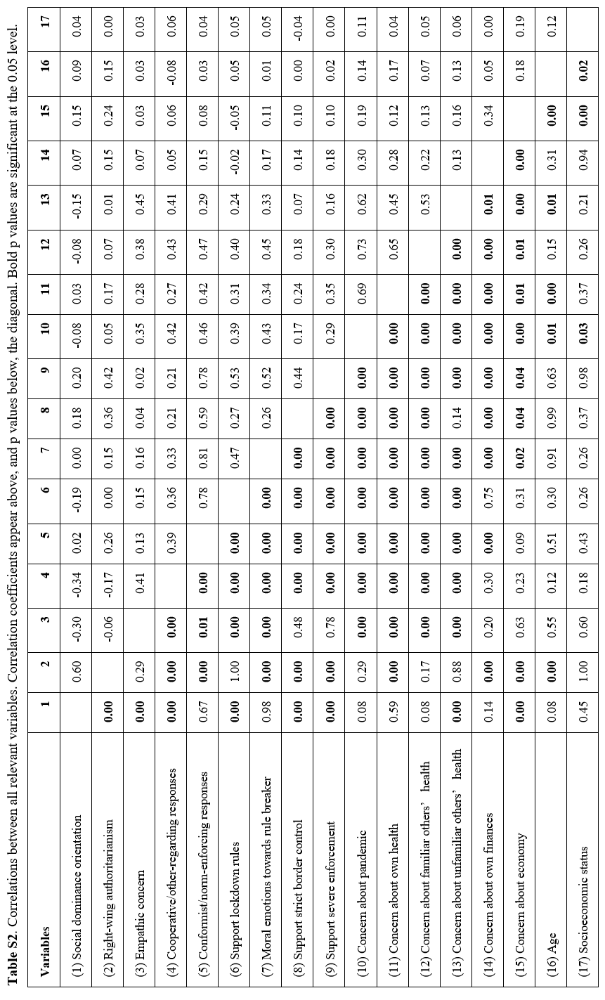 Table S2. Correlations between all relevant variables. Correlation coefficients appear above, and p values below, the diagonal. Bold p values are significant at the 0.05 level.
Variables 1 2 3 4 5 6 7 8 9 10 11 12 13 14 15 16 17
(1) Social dominance orientation 0.60 -0.30 -0.34 0.02 -0.19 0.00 0.18 0.20 -0.08 0.03 -0.08 -0.15 0.07 0.15 0.09 0.04
(2) Right-wing authoritarianism 0.00 -0.06 -0.17 0.26 0.00 0.15 0.36 0.42 0.05 0.17 0.07 0.01 0.15 0.24 0.15 0.00
(3) Empathic concern 0.00 0.29 0.41 0.13 0.15 0.16 0.04 0.02 0.35 0.28 0.38 0.45 0.07 0.03 0.03 0.03
(4) Cooperative/other-regarding responses 0.00 0.00 0.00 0.39 0.36 0.33 0.21 0.21 0.42 0.27 0.43 0.41 0.05 0.06 -0.08 0.06
(5) Conformist/norm-enforcing responses 0.67 0.00 0.01 0.00 0.78 0.81 0.59 0.78 0.46 0.42 0.47 0.29 0.15 0.08 0.03 0.04
(6) Support lockdown rules 0.00 1.00 0.00 0.00 0.00 0.47 0.27 0.53 0.39 0.31 0.40 0.24 -0.02 -0.05 0.05 0.05
(7) Moral emotions towards rule breaker 0.98 0.00 0.00 0.00 0.00 0.00 0.26 0.52 0.43 0.34 0.45 0.33 0.17 0.11 0.01 0.05
(8) Support strict border control 0.00 0.00 0.48 0.00 0.00 0.00 0.00 0.44 0.17 0.24 0.18 0.07 0.14 0.10 0.00 -0.04
(9) Support severe enforcement 0.00 0.00 0.78 0.00 0.00 0.00 0.00 0.00 0.29 0.35 0.30 0.16 0.18 0.10 0.02 0.00
(10) Concern about pandemic 0.08 0.29 0.00 0.00 0.00 0.00 0.00 0.00 0.00 0.69 0.73 0.62 0.30 0.19 0.14 0.11
(11) Concern about own health 0.59 0.00 0.00 0.00 0.00 0.00 0.00 0.00 0.00 0.00 0.65 0.45 0.28 0.12 0.17 0.04
(12) Concern about familiar others’ health 0.08 0.17 0.00 0.00 0.00 0.00 0.00 0.00 0.00 0.00 0.00 0.53 0.22 0.13 0.07 0.05
(13) Concern about unfamiliar others’ health 0.00 0.88 0.00 0.00 0.00 0.00 0.00 0.14 0.00 0.00 0.00 0.00 0.13 0.16 0.13 0.06
(14) Concern about own finances 0.14 0.00 0.20 0.30 0.00 0.75 0.00 0.00 0.00 0.00 0.00 0.00 0.01 0.34 0.05 0.00
(15) Concern about economy 0.00 0.00 0.63 0.23 0.09 0.31 0.02 0.04 0.04 0.00 0.01 0.01 0.00 0.00 0.18 0.19
(16) Age 0.08 0.00 0.55 0.12 0.51 0.30 0.91 0.99 0.63 0.01 0.00 0.15 0.01 0.31 0.00 0.12
(17) Socioeconomic status 0.45 1.00 0.60 0.18 0.43 0.26 0.26 0.37 0.98 0.03 0.37 0.26 0.21 0.94 0.00 0.02